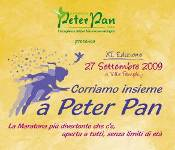 Peter Pan
presenta
XI Edizione
27 Settembre 2009
a Villa Pamphilj
Corriamo insieme
a Peter Pan
La Maratona più divertente che c'è,
aperta a tutti, senza limiti di età